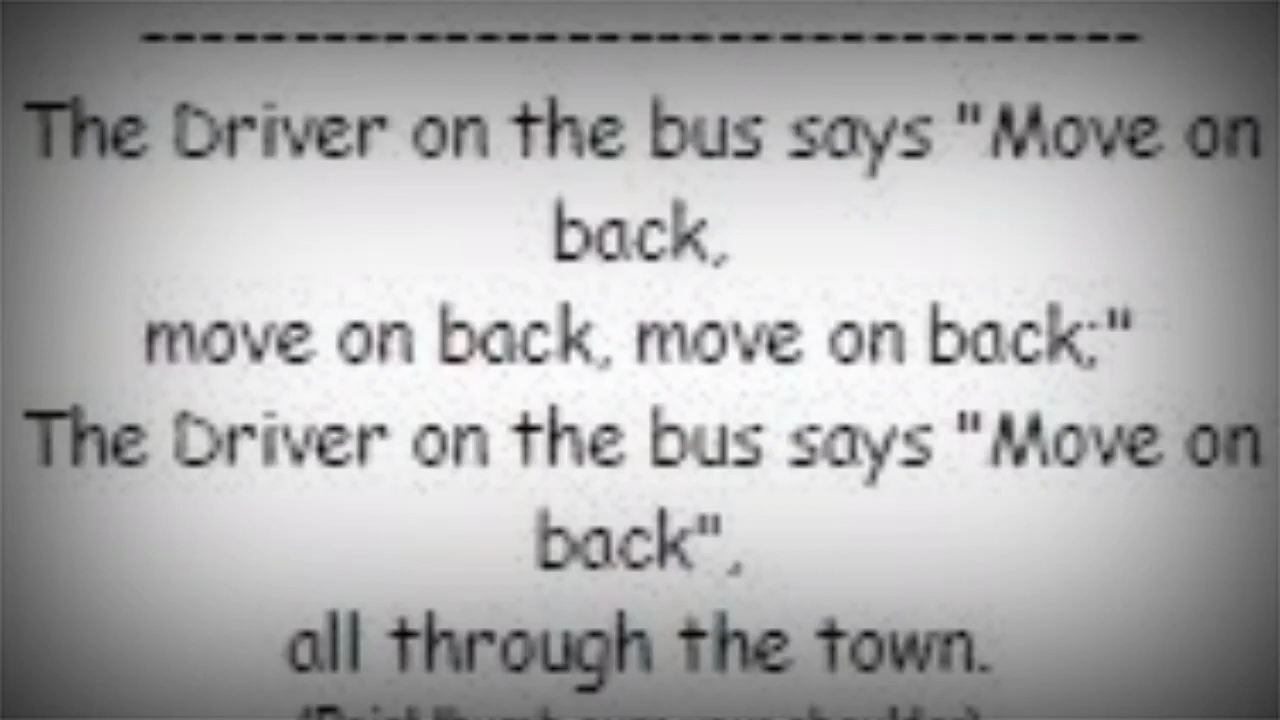 The Driver on the bus says "Move on
back,
move on back, move on back;"
The Driver on the bus says "Move on
back",
all through the town.